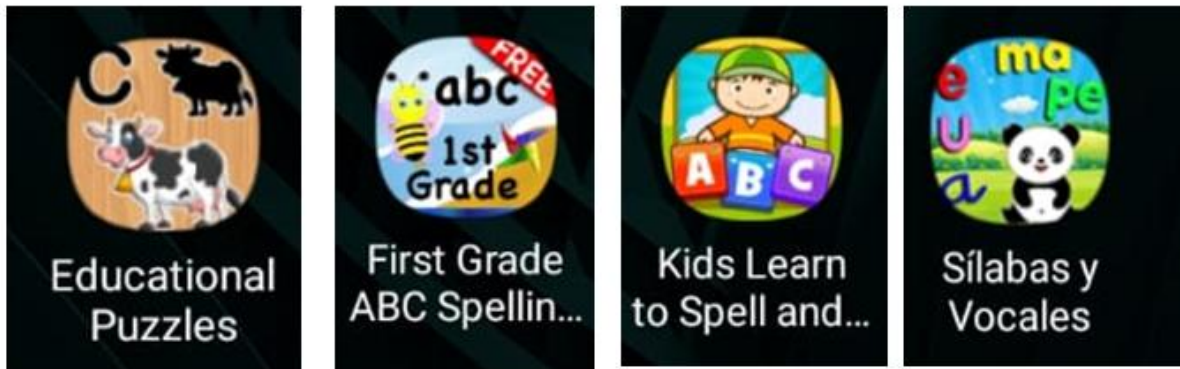 C
FREE
abc
1st
Grade
A B C
ma
e
pe
u
a
Educational
Puzzles
First Grade
ABC Spellin...
Kids Learn
to Spell and...
Sílabas y
Vocales